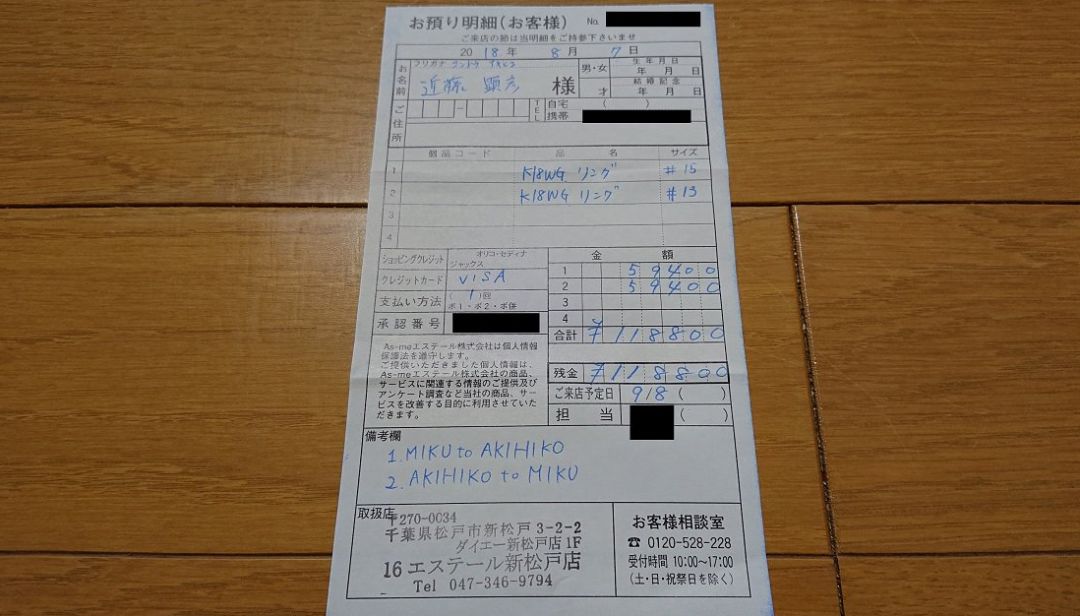 お預り明細(お客様) No.
ご来店の節は当明細をご持参下さいませ
2018年 8月 7日
フリガナ コンドウ アキヒコ
お名前 近藤 顕彦 様
男・女 才
生年月日
年 月 日
結婚記念
年 月 日
ご住所
TEL 自宅 ( )
携帯
個品コード 品名 サイズ
1 K18WG リング #15
2 K18WG リング #13
3
4
ショッピングクレジット オリコ・セディナ
ジャックス
クレジットカード VISA
支払い方法 (1)回
ボ1・ボ2・ボ併
承認番号
金額
1 59400
2 59400
3
4
合計 ¥118800
残金 ¥118800
ご来店予定日 9/8 ( )
担当 ( )
As-meエステール株式会社は個人情報
保護法を遵守します。
ご提供いただきました個人情報は、
As-meエステール株式会社の商品、
サービスに関連する情報のご提供及び
アンケート調査など当社の商品、サー
ビスを改善する目的に利用させていた
だきます。
備考欄
1. MIKU to AKIHIKO
2. AKIHIKO to MIKU
取扱店
〒270-0034
千葉県松戸市新松戸3-2-2
ダイエー新松戸店1F
16 エステール新松戸店
Tel 047-346-9794
お客様相談室
☎ 0120-528-228
受付時間 10:00~17:00
(土・日・祝祭日を除く)